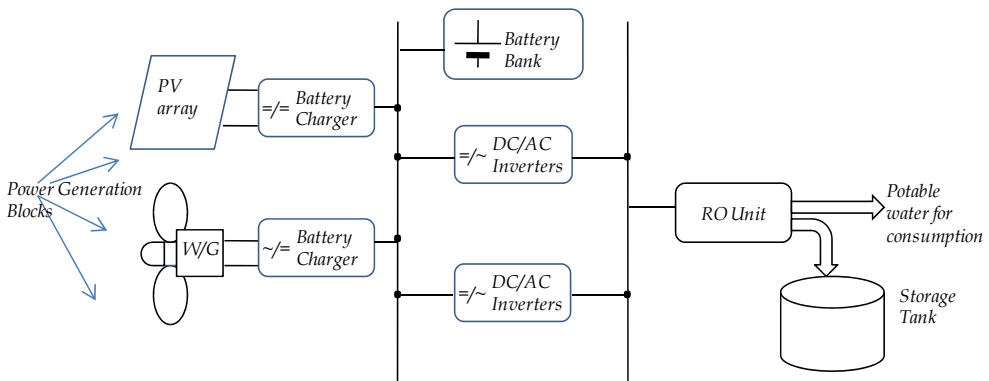 PV
array
=/= Battery
Charger
Battery
Bank
=/~ DC/AC
Inverters
Power Generation
Blocks
W/G
~/= Battery
Charger
=/~ DC/AC
Inverters
RO Unit
Potable
water for
consumption
Storage
Tank